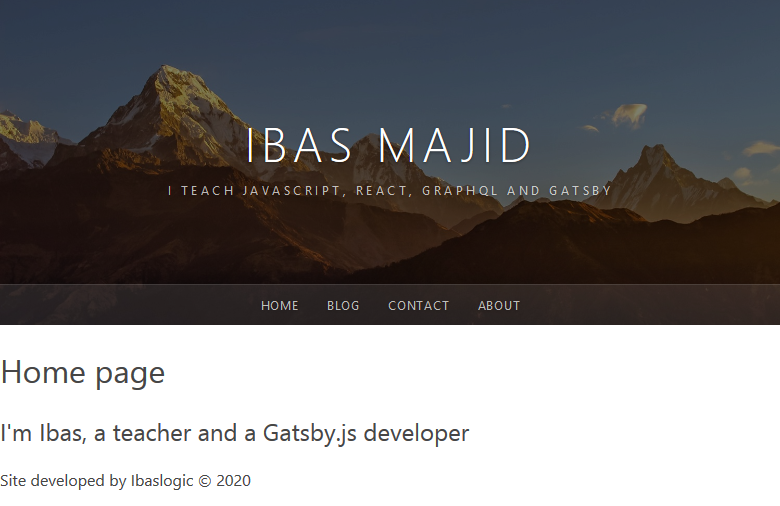 IBAS MAJID
I TEACH JAVASCRIPT, REACT, GRAPHQL AND GATSBY
HOME BLOG CONTACT ABOUT
Home page
I'm Ibas, a teacher and a Gatsby.js developer
Site developed by Ibaslogic © 2020